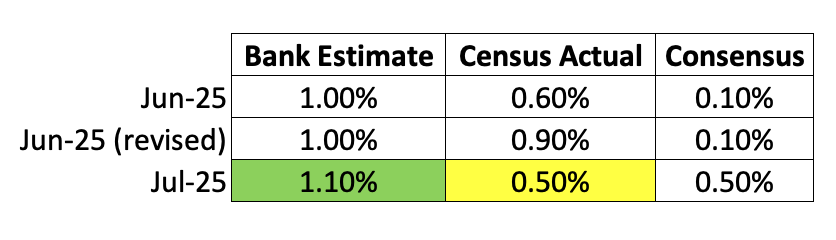 Bank Estimate Census Actual Consensus
Jun-25 1.00% 0.60% 0.10%
Jun-25 (revised) 1.00% 0.90% 0.10%
Jul-25 1.10% 0.50% 0.50%